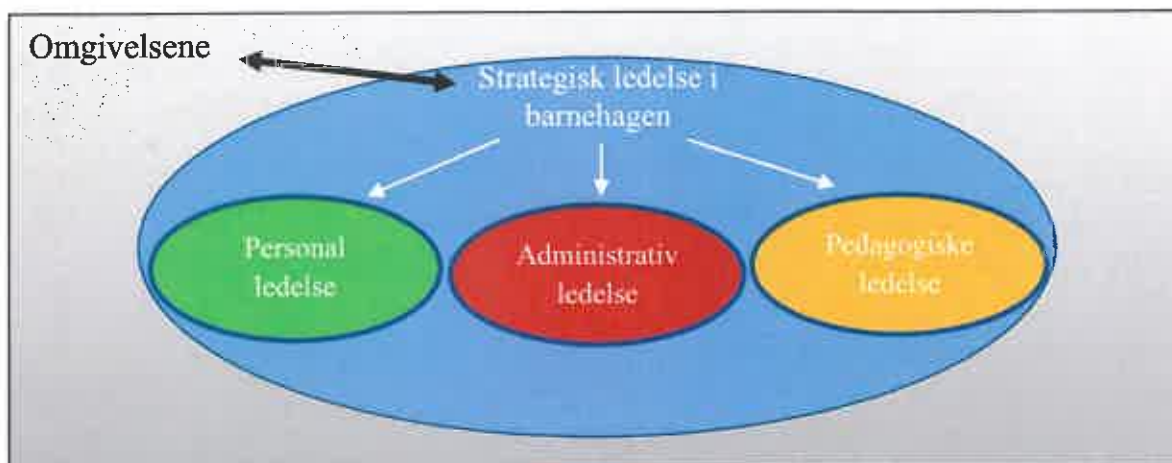 Omgivelsene
Strategisk ledelse i
barnehagen
Personal
ledelse
Administrativ
ledelse
Pedagogiske
ledelse